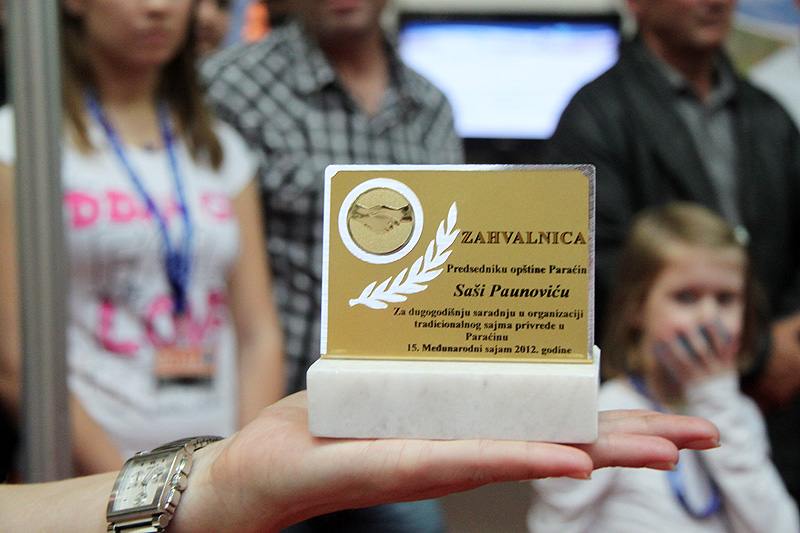 ZAHVALNICA
Predsedniku opštine Paraćin
Saši Paunoviću
Za dugogodišnju saradnju u organizaciji
tradicionalnog sajma privrede u
Paraćinu
15. Međunarodni sajam 2012. godine